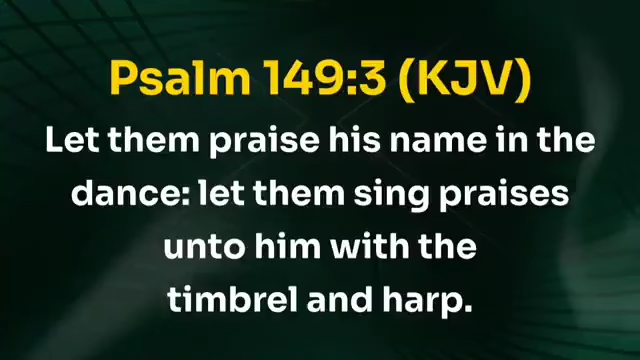 Psalm 149:3 (KJV)
Let them praise his name in the
dance: let them sing praises
unto him with the
timbrel and harp.